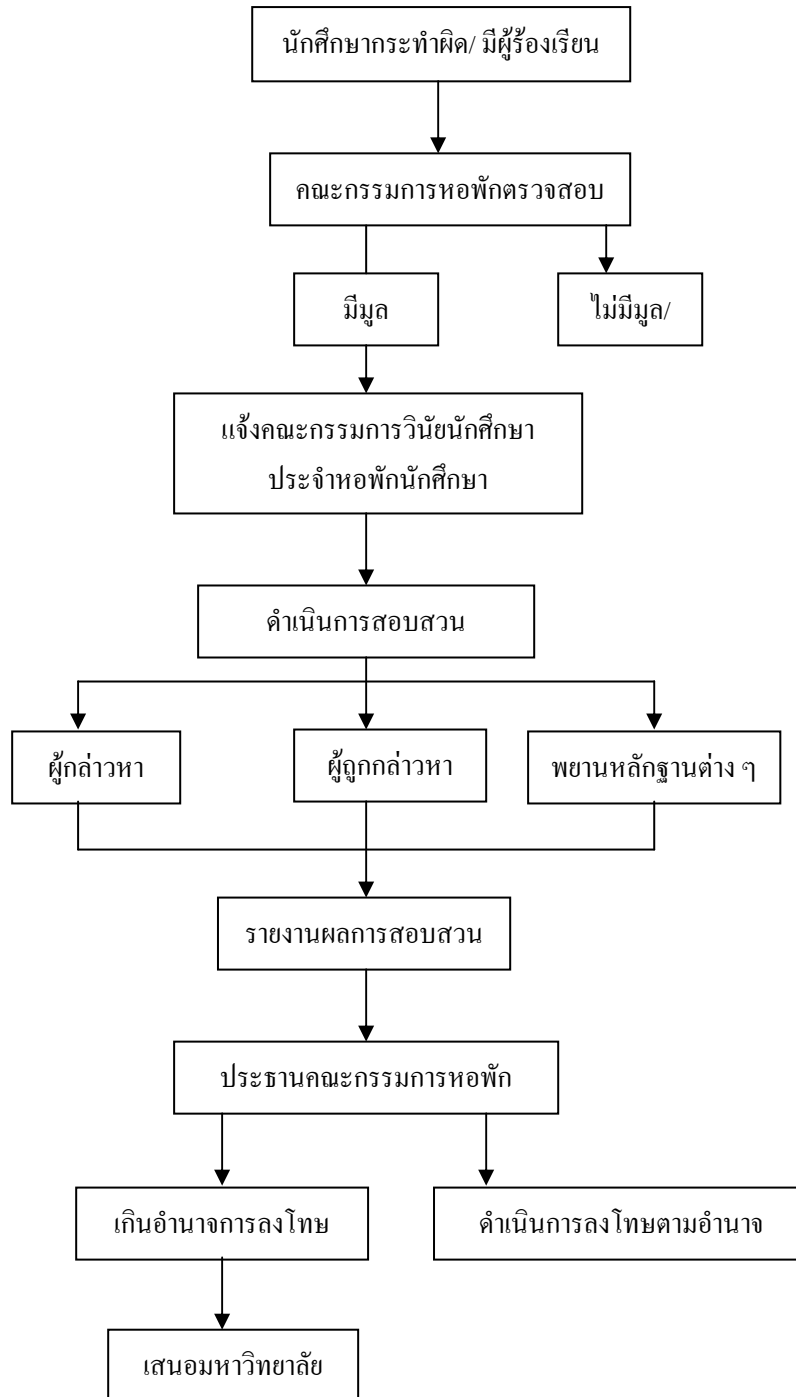 นักศึกษากระทำผิด/ มีผู้ร้องเรียน
คณะกรรมการหอพักตรวจสอบ
มีมูล
ไม่มีมูล/
แจ้งคณะกรรมการวินัยนักศึกษา
ประจำหอพักนักศึกษา
ดำเนินการสอบสวน
ผู้กล่าวหา
ผู้ถูกกล่าวหา
พยานหลักฐานต่าง ๆ
รายงานผลการสอบสวน
ประธานคณะกรรมการหอพัก
เกินอำนาจการลงโทษ
ดำเนินการลงโทษตามอำนาจ
เสนอมหาวิทยาลัย